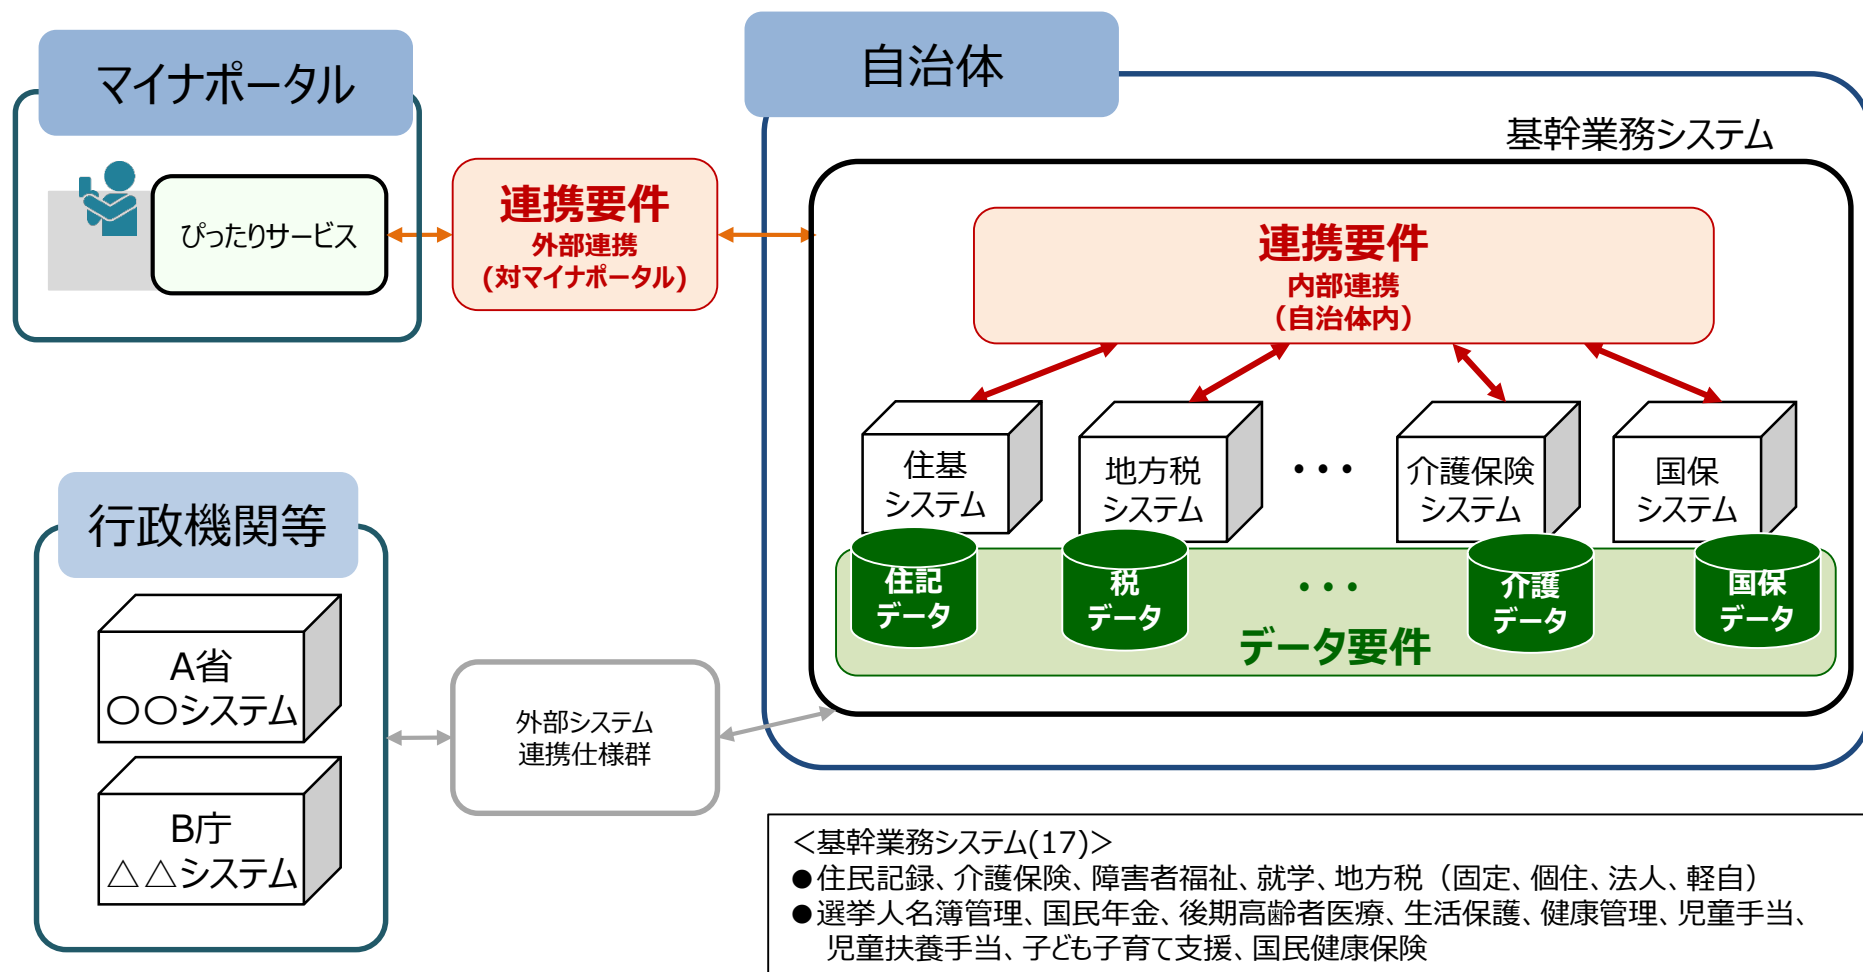 マイナポータル
ぴったりサービス
連携要件
外部連携
(対マイナポータル)
自治体
基幹業務システム
連携要件
内部連携
（自治体内）
住基
システム
地方税
システム
・・・
介護保険
システム
国保
システム
住記
データ
税
データ
・・・
介護
データ
国保
データ
データ要件
行政機関等
A省
〇〇システム
B庁
△△システム
外部システム
連携仕様群
＜基幹業務システム(17)＞
●住民記録、介護保険、障害者福祉、就学、地方税（固定、個住、法人、軽自）
●選挙人名簿管理、国民年金、後期高齢者医療、生活保護、健康管理、児童手当、
児童扶養手当、子ども子育て支援、国民健康保険